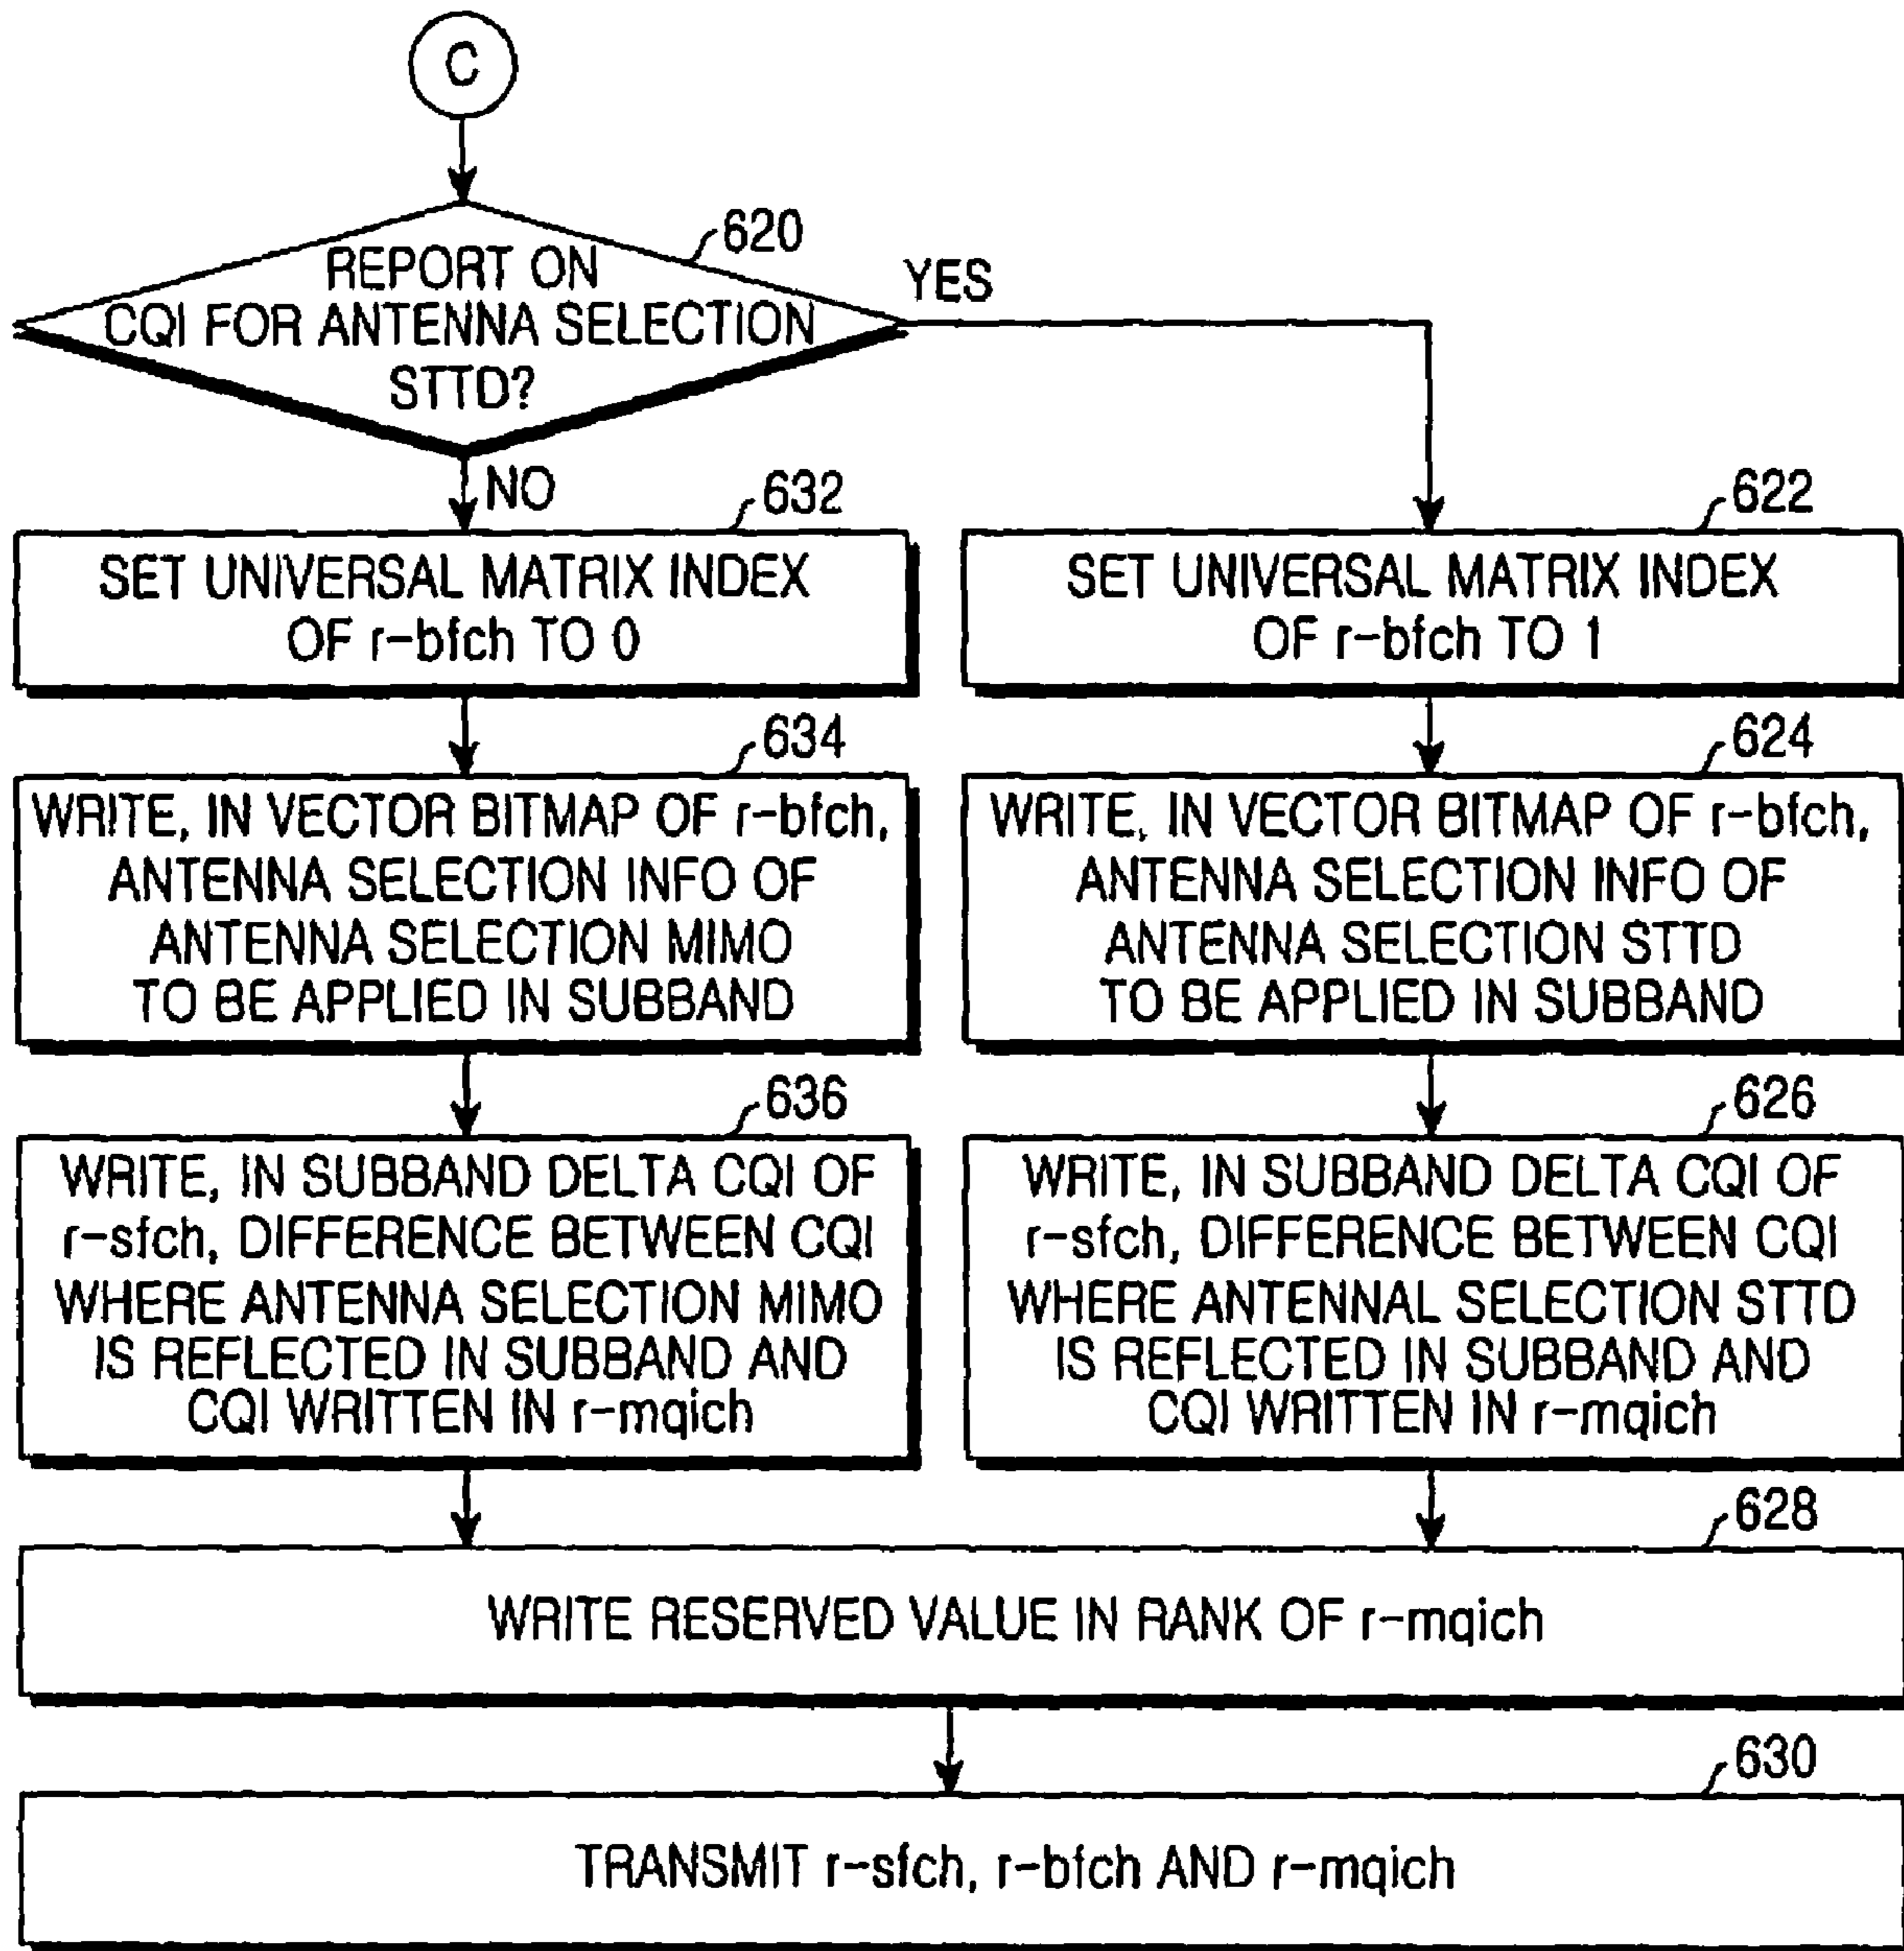 C
620
REPORT ON
CQI FOR ANTENNA SELECTION
STTD?
YES
NO
632
SET UNIVERSAL MATRIX INDEX
OF r-bfch TO 0
622
SET UNIVERSAL MATRIX INDEX
OF r-bfch TO 1
634
WRITE, IN VECTOR BITMAP OF r-bfch,
ANTENNA SELECTION INFO OF
ANTENNA SELECTION MIMO
TO BE APPLIED IN SUBBAND
624
WRITE, IN VECTOR BITMAP OF r-bfch,
ANTENNA SELECTION INFO OF
ANTENNA SELECTION STTD
TO BE APPLIED IN SUBBAND
636
WRITE, IN SUBBAND DELTA CQI OF
r-sfch, DIFFERENCE BETWEEN CQI
WHERE ANTENNA SELECTION MIMO
IS REFLECTED IN SUBBAND AND
CQI WRITTEN IN r-mqich
626
WRITE, IN SUBBAND DELTA CQI OF
r-sfch, DIFFERENCE BETWEEN CQI
WHERE ANTENNAL SELECTION STTD
IS REFLECTED IN SUBBAND AND
CQI WRITTEN IN r-mqich
628
WRITE RESERVED VALUE IN RANK OF r-mqich
630
TRANSMIT r-sfch, r-bfch AND r-mqich